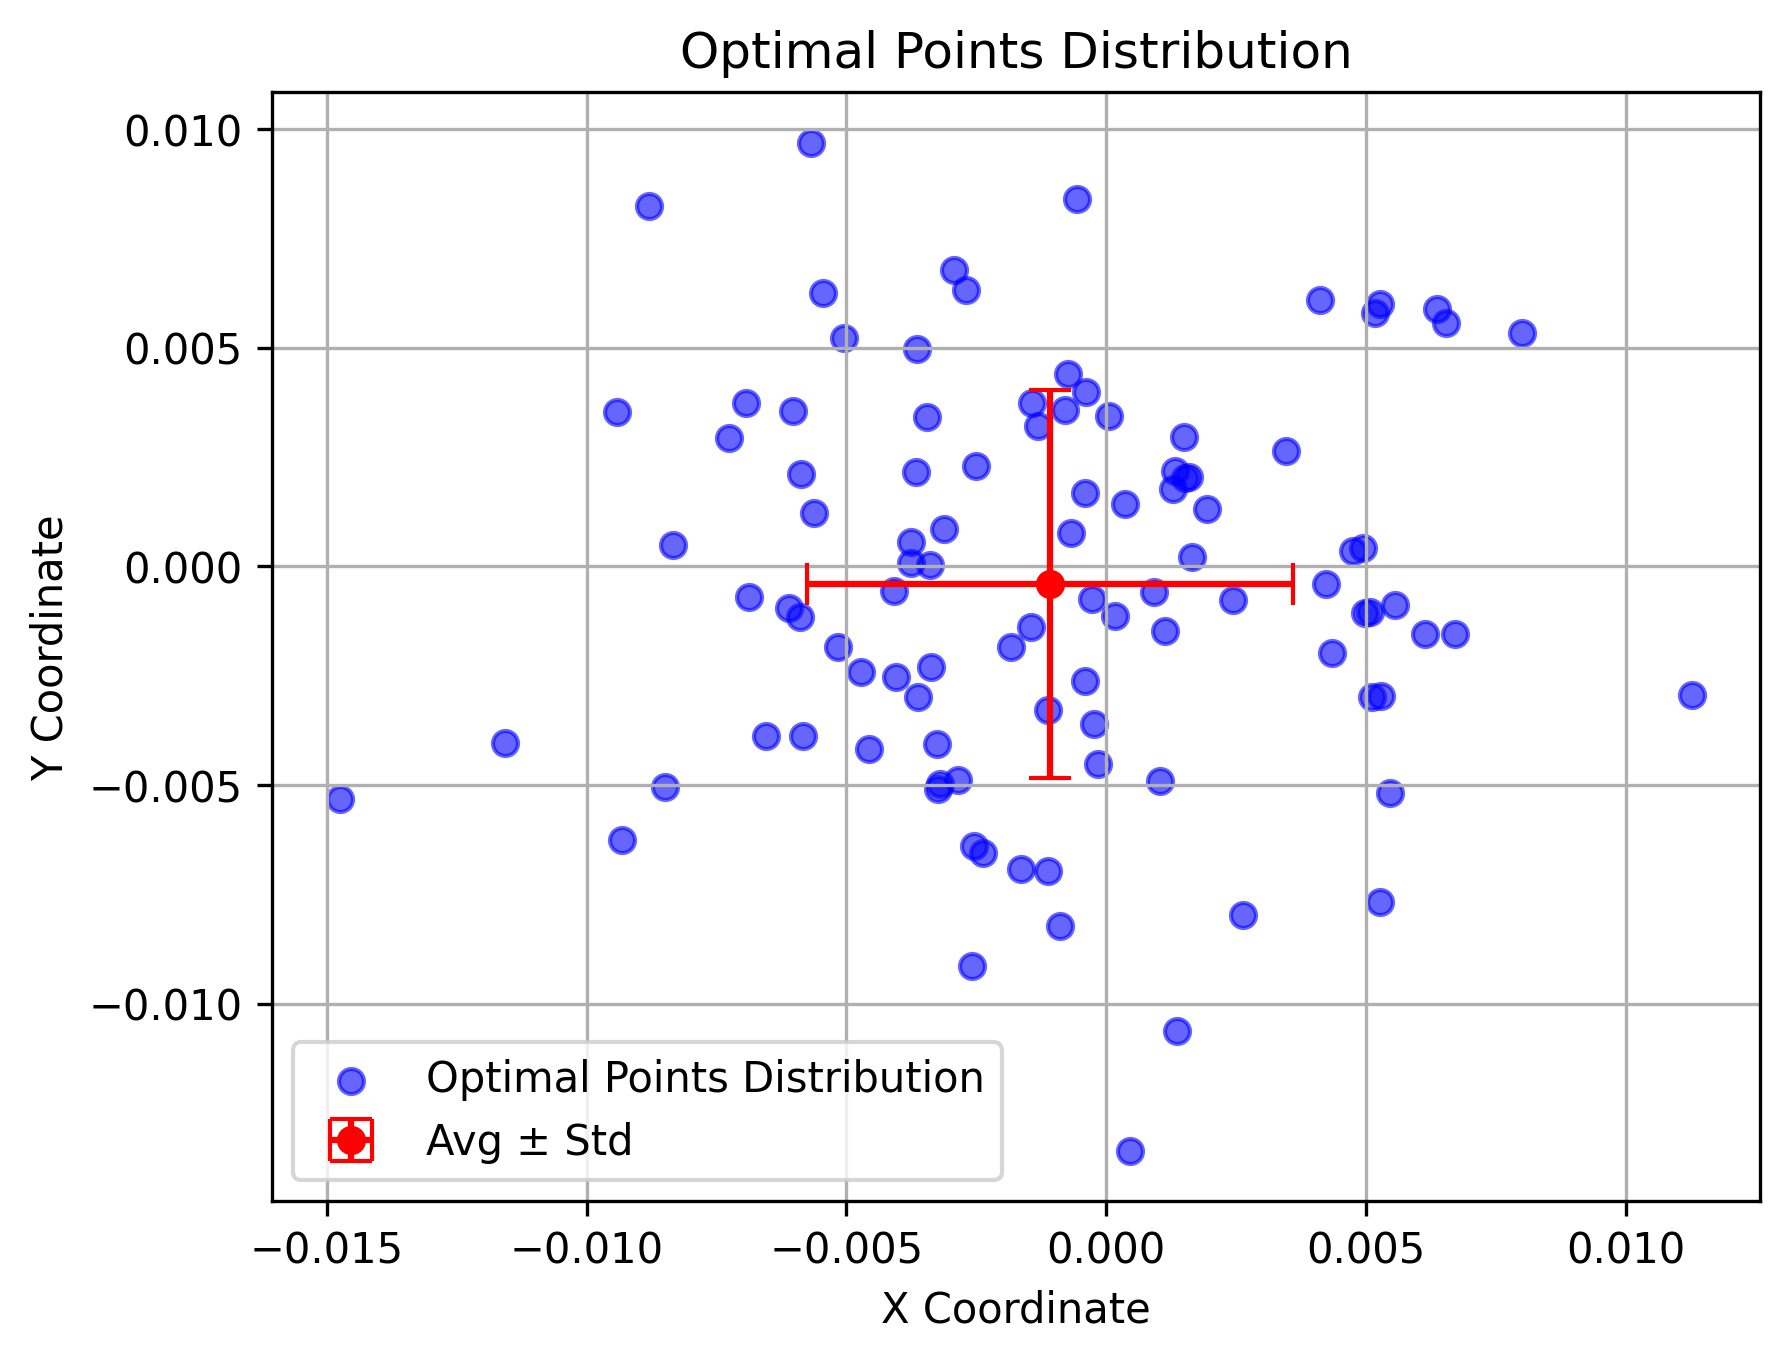 Optimal Points Distribution
0.010
0.005
0.000
−0.005
−0.010
Y Coordinate
Optimal Points Distribution
Avg ± Std
−0.015 −0.010 −0.005 0.000 0.005 0.010
X Coordinate